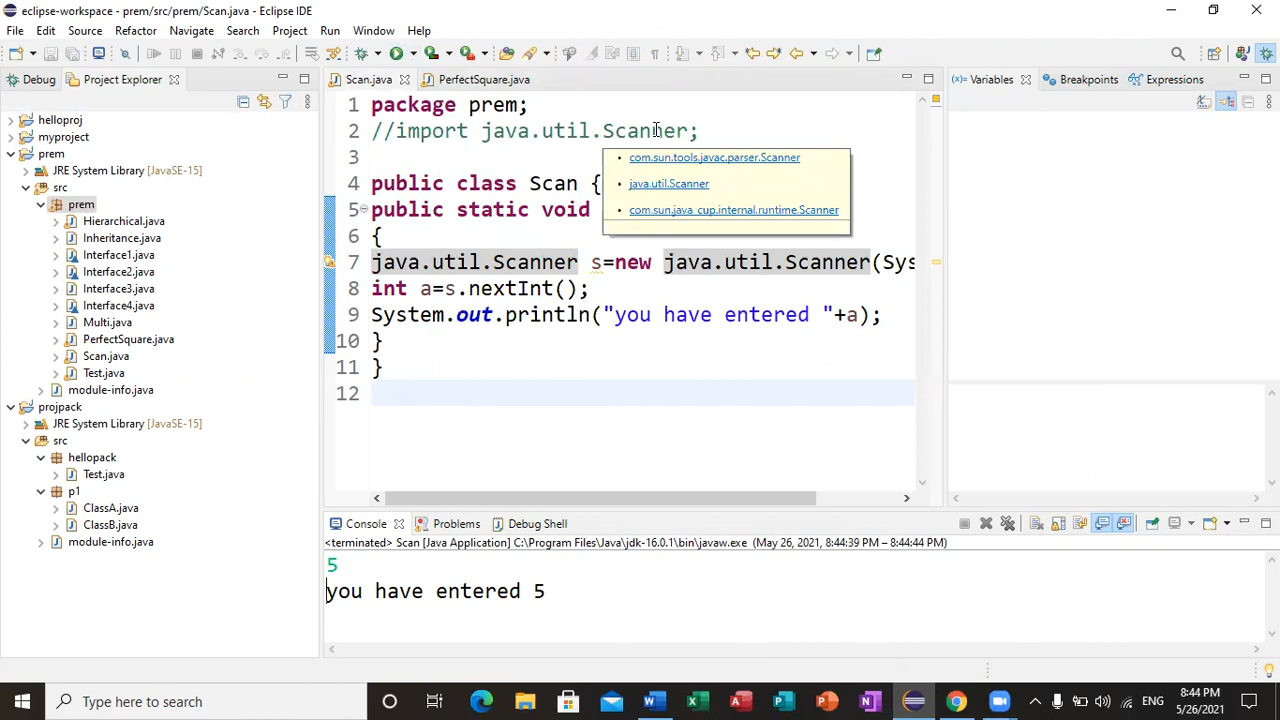 eclipse-workspace - prem/src/prem/Scan.java - Eclipse IDE
File Edit Source Refactor Navigate Search Project Run Window Help
Debug Project Explorer
helloproj
myproject
prem
JRE System Library [JavaSE-15]
src
prem
Hierarchical.java
Inheritance.java
Interface1.java
Interface2.java
Interface3.java
Interface4.java
Multi.java
PerfectSquare.java
Scan.java
Test.java
module-info.java
projpack
JRE System Library [JavaSE-15]
src
hellopack
Test.java
p1
ClassA.java
ClassB.java
module-info.java
Scan.java PerfectSquare.java
1 package prem;
2 //import java.util.Scanner;
3
4 public class Scan {
5 public static void
6 {
7 java.util.Scanner s=new java.util.Scanner(Sys
8 int a=s.nextInt();
9 System.out.println("you have entered "+a);
10 }
11 }
12
com.sun.tools.javac.parser.Scanner
java.util.Scanner
com.sun.java_cup.internal.runtime.Scanner
(x)= Variables Breakpoints Expressions
Console Problems Debug Shell
<terminated> Scan [Java Application] C:\Program Files\Java\jdk-16.0.1\bin\javaw.exe (May 26, 2021, 8:44:39 PM – 8:44:44 PM)
5
you have entered 5
Type here to search
ENG
8:44 PM
5/26/2021